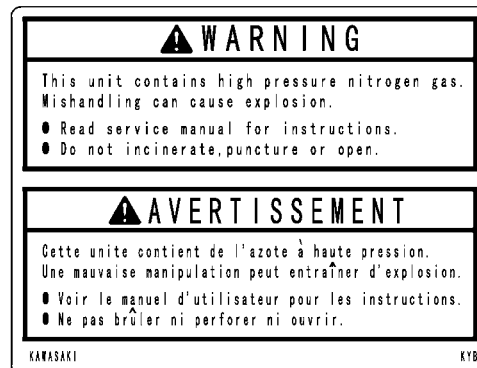 WARNING
This unit contains high pressure nitrogen gas.
Mishandling can cause explosion.
● Read service manual for instructions.
● Do not incinerate,puncture or open.
AVERTISSEMENT
Cette unite contient de l'azote à haute pression.
Une mauvaise manipulation peut entraîner d'explosion.
● Voir le manuel d'utilisateur pour les instructions.
● Ne pas brûler ni perforer ni ouvrir.
KAWASAKI KYB